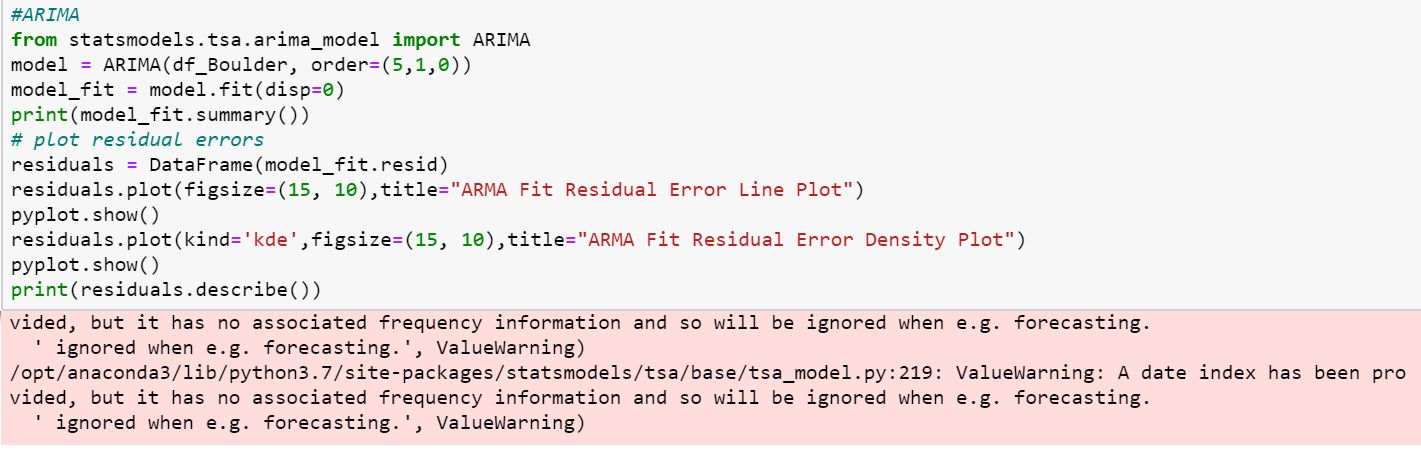 #ARIMA
from statsmodels.tsa.arima_model import ARIMA
model = ARIMA(df_Boulder, order=(5,1,0))
model_fit = model.fit(disp=0)
print(model_fit.summary())
# plot residual errors
residuals = DataFrame(model_fit.resid)
residuals.plot(figsize=(15, 10),title="ARMA Fit Residual Error Line Plot")
pyplot.show()
residuals.plot(kind='kde',figsize=(15, 10),title="ARMA Fit Residual Error Density Plot")
pyplot.show()
print(residuals.describe())
vided, but it has no associated frequency information and so will be ignored when e.g. forecasting.
  ' ignored when e.g. forecasting.', ValueWarning)
/opt/anaconda3/lib/python3.7/site-packages/statsmodels/tsa/base/tsa_model.py:219: ValueWarning: A date index has been pro
vided, but it has no associated frequency information and so will be ignored when e.g. forecasting.
  ' ignored when e.g. forecasting.', ValueWarning)